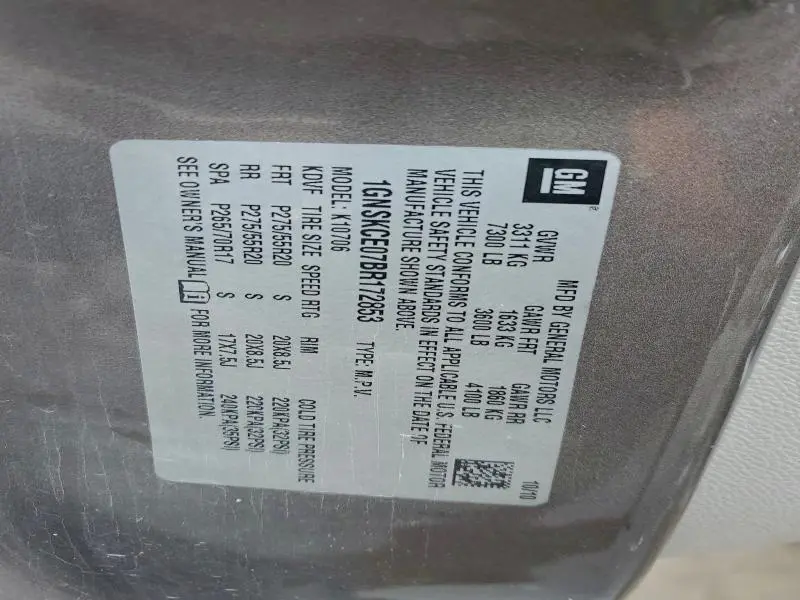 GM
MFD BY GENERAL MOTORS LLC 10/10
GVWR GAWR FRT GAWR RR
3311 KG 1633 KG 1860 KG
7300 LB 3600 LB 4100 LB
THIS VEHICLE CONFORMS TO ALL APPLICABLE U.S. FEDERAL MOTOR
VEHICLE SAFETY STANDARDS IN EFFECT ON THE DATE OF
MANUFACTURE SHOWN ABOVE.
1GNSKCE07BR172853 TYPE: M.P.V.
MODEL: K10706
KDVF TIRE SIZE SPEED RTG RIM COLD TIRE PRESSURE
FRT P275/55R20 S 20X8.5J 220KPA(32PSI)
RR P275/55R20 S 20X8.5J 220KPA(32PSI)
SPA P265/70R17 S 17X7.5J 240KPA(35PSI)
SEE OWNER'S MANUAL FOR MORE INFORMATION.